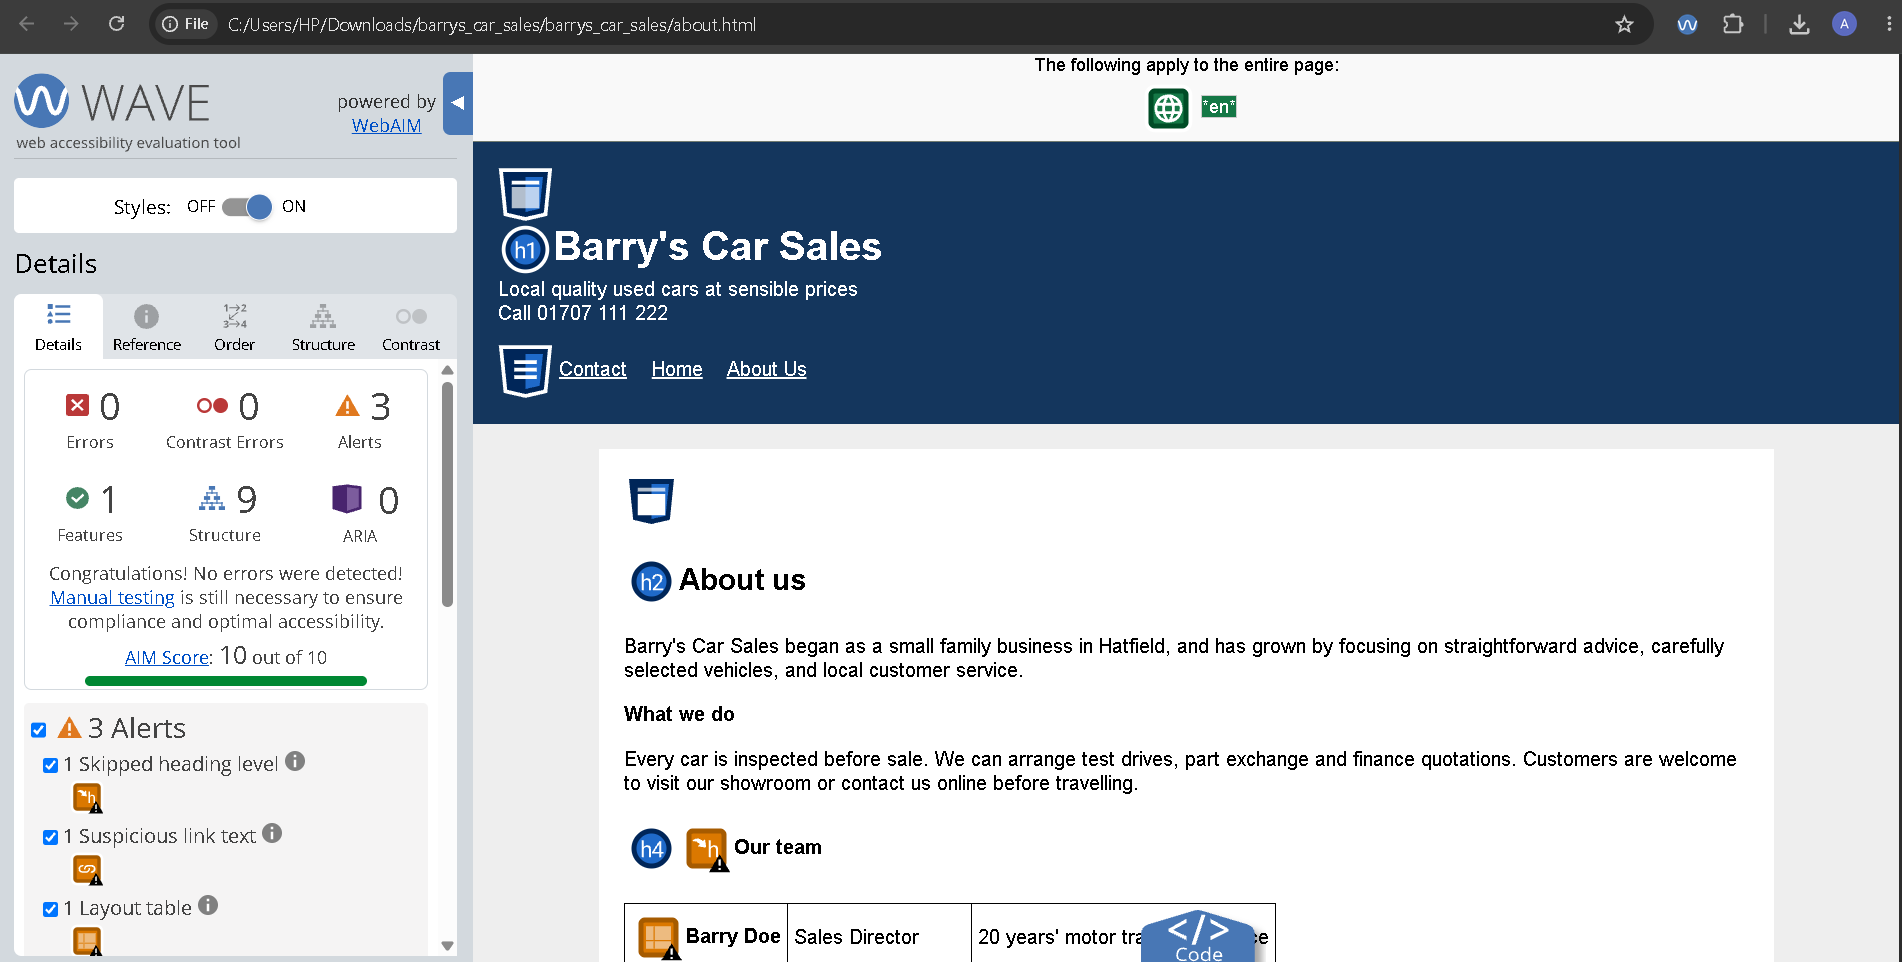 File C:/Users/HP/Downloads/barrys_car_sales/barrys_car_sales/about.html
A
WAVE
web accessibility evaluation tool
powered by
WebAIM
Styles: OFF ON
Details
Details Reference Order Structure Contrast
0 0 3
Errors Contrast Errors Alerts
1 9 0
Features Structure ARIA
Congratulations! No errors were detected!
Manual testing is still necessary to ensure
compliance and optimal accessibility.
AIM Score: 10 out of 10
3 Alerts
1 Skipped heading level
1 Suspicious link text
1 Layout table
The following apply to the entire page:
*en*
h1 Barry's Car Sales
Local quality used cars at sensible prices
Call 01707 111 222
Contact Home About Us
h2 About us
Barry's Car Sales began as a small family business in Hatfield, and has grown by focusing on straightforward advice, carefully
selected vehicles, and local customer service.
What we do
Every car is inspected before sale. We can arrange test drives, part exchange and finance quotations. Customers are welcome
to visit our showroom or contact us online before travelling.
h4 h Our team
Barry Doe Sales Director 20 years' motor
</> Code